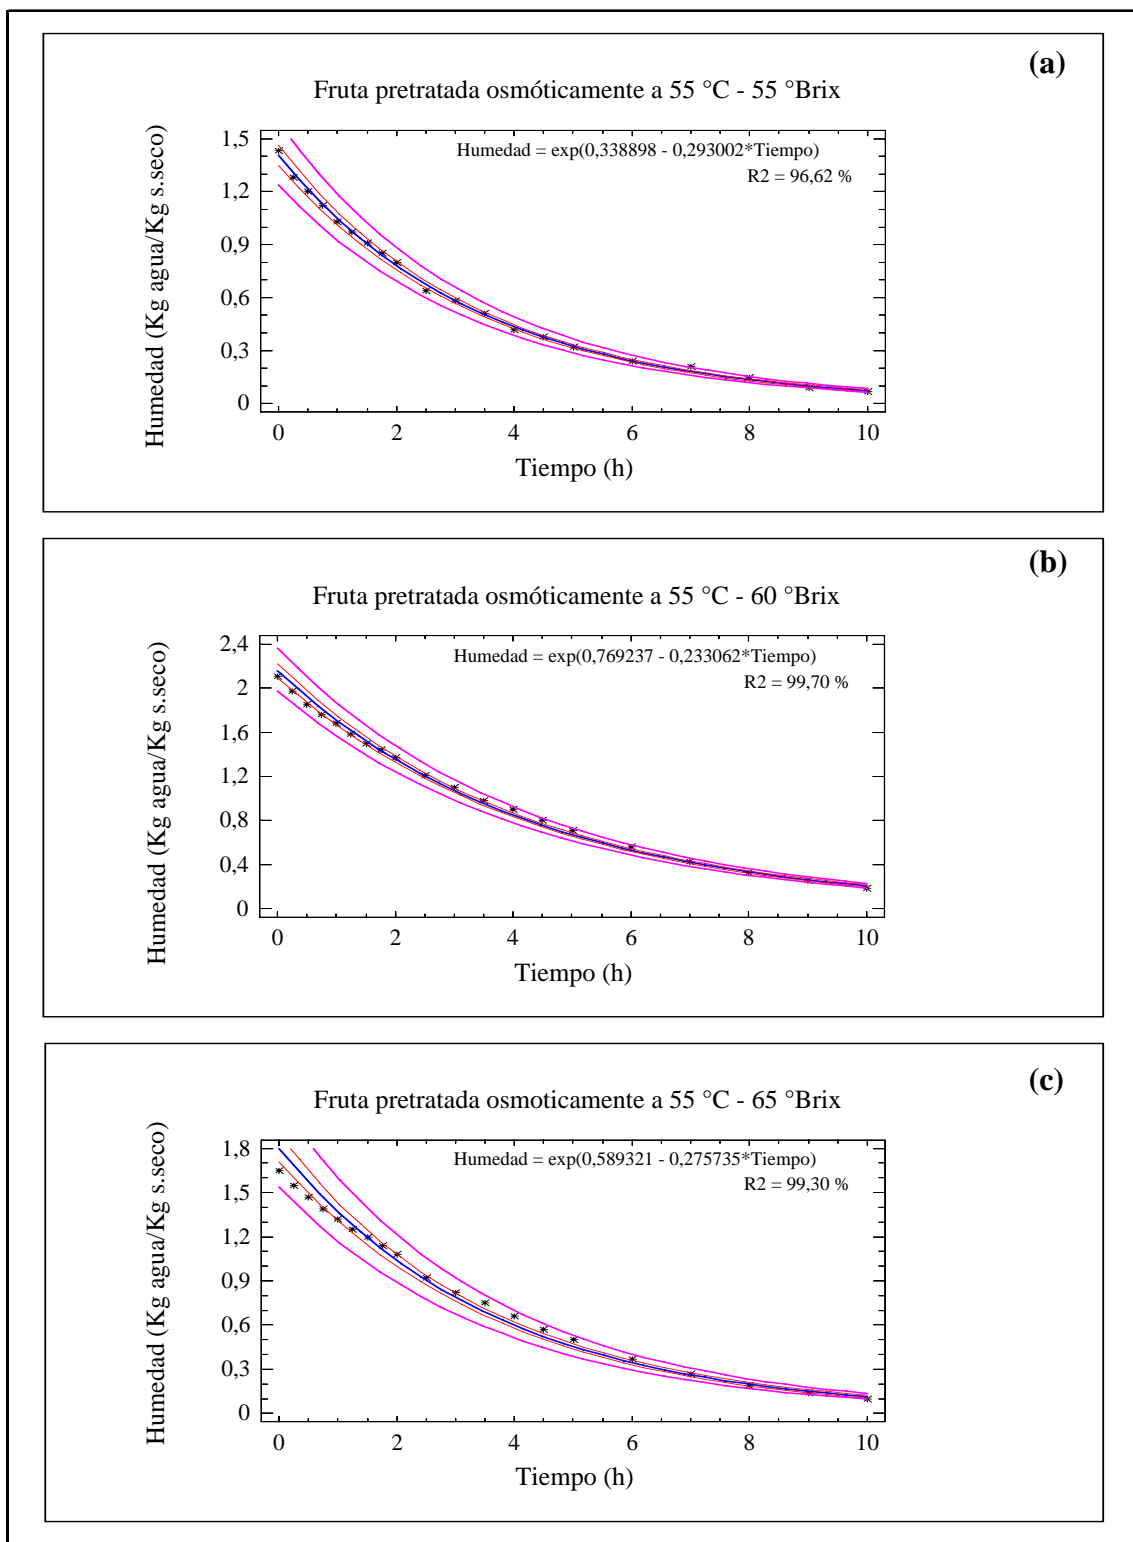 (a)
Fruta pretratada osmóticamente a 55 °C - 55 °Brix
Humedad = exp(0,338898 - 0,293002*Tiempo)
R2 = 96,62 %
Humedad (Kg agua/Kg s.seco)
1,5
1,2
0,9
0,6
0,3
0
0 2 4 6 8 10
Tiempo (h)
(b)
Fruta pretratada osmóticamente a 55 °C - 60 °Brix
Humedad = exp(0,769237 - 0,233062*Tiempo)
R2 = 99,70 %
Humedad (Kg agua/Kg s.seco)
2,4
2
1,6
1,2
0,8
0,4
0
0 2 4 6 8 10
Tiempo (h)
(c)
Fruta pretratada osmoticamente a 55 °C - 65 °Brix
Humedad = exp(0,589321 - 0,275735*Tiempo)
R2 = 99,30 %
Humedad (Kg agua/Kg s.seco)
1,8
1,5
1,2
0,9
0,6
0,3
0
0 2 4 6 8 10
Tiempo (h)